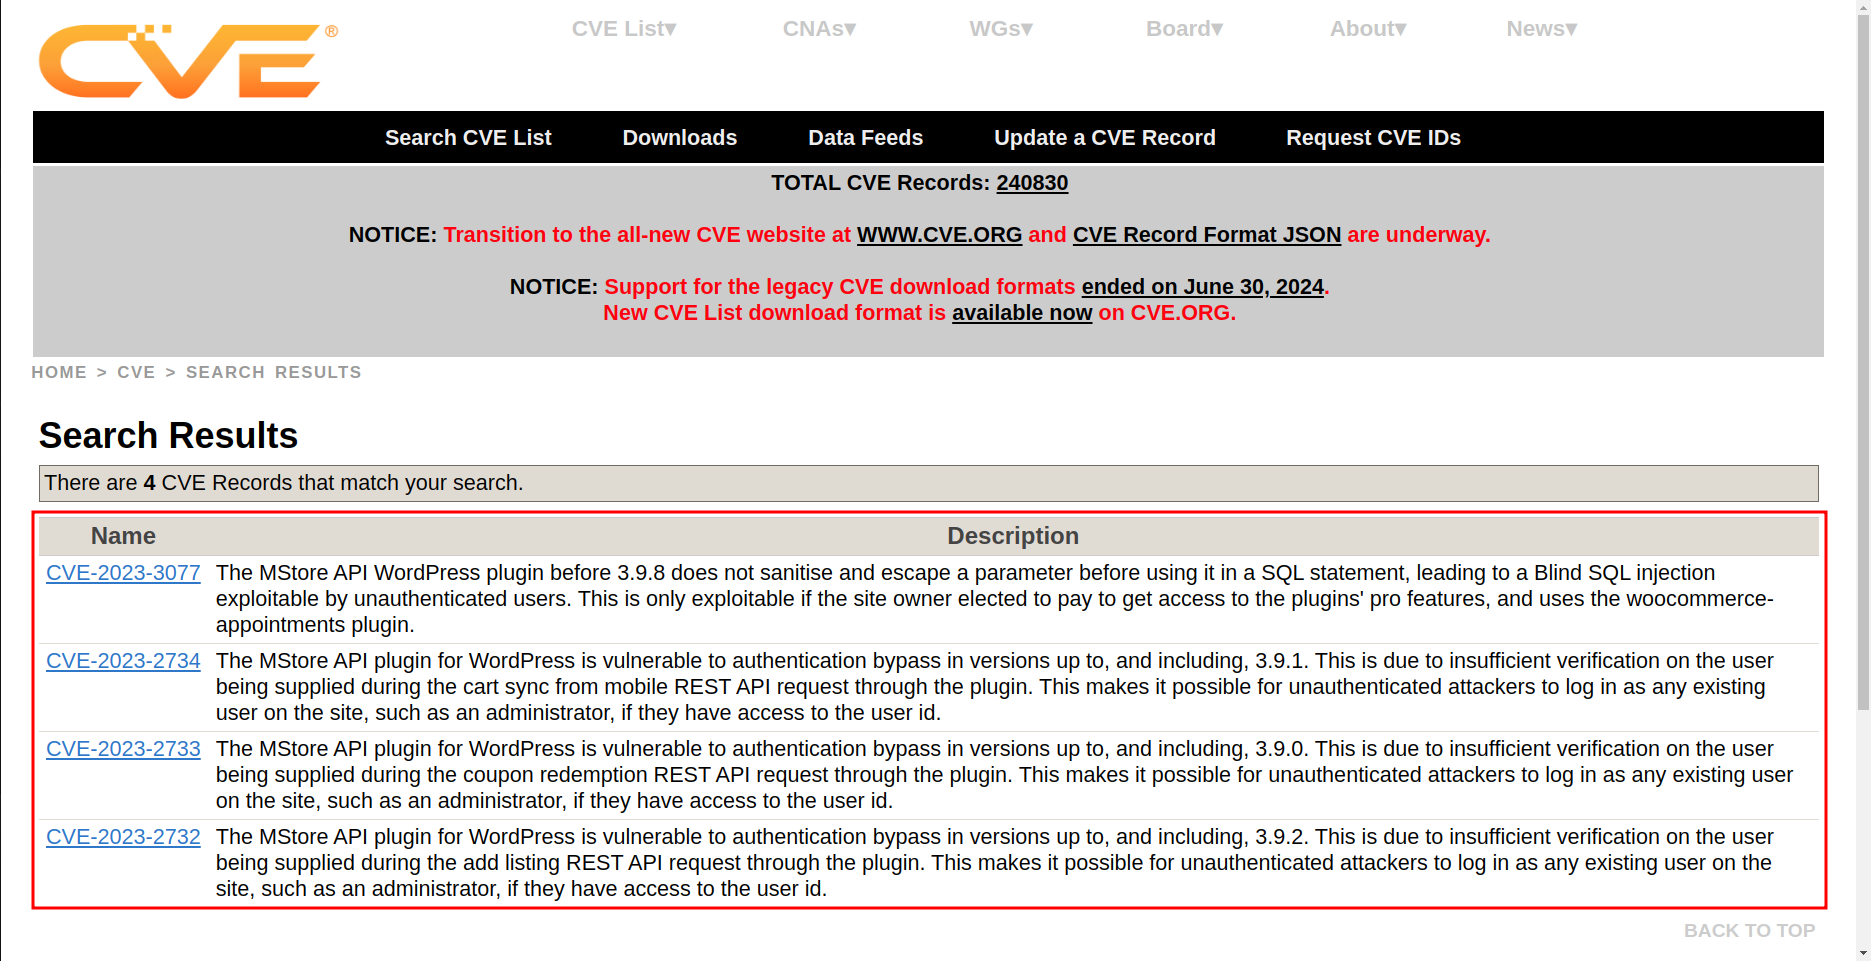 CVE®
CVE List▾ CNAs▾ WGs▾ Board▾ About▾ News▾
Search CVE List Downloads Data Feeds Update a CVE Record Request CVE IDs
TOTAL CVE Records: 240830
NOTICE: Transition to the all-new CVE website at WWW.CVE.ORG and CVE Record Format JSON are underway.
NOTICE: Support for the legacy CVE download formats ended on June 30, 2024.
New CVE List download format is available now on CVE.ORG.
HOME > CVE > SEARCH RESULTS
Search Results
There are 4 CVE Records that match your search.
Name Description
CVE-2023-3077 The MStore API WordPress plugin before 3.9.8 does not sanitise and escape a parameter before using it in a SQL statement, leading to a Blind SQL injection
exploitable by unauthenticated users. This is only exploitable if the site owner elected to pay to get access to the plugins' pro features, and uses the woocommerce-
appointments plugin.
CVE-2023-2734 The MStore API plugin for WordPress is vulnerable to authentication bypass in versions up to, and including, 3.9.1. This is due to insufficient verification on the user
being supplied during the cart sync from mobile REST API request through the plugin. This makes it possible for unauthenticated attackers to log in as any existing
user on the site, such as an administrator, if they have access to the user id.
CVE-2023-2733 The MStore API plugin for WordPress is vulnerable to authentication bypass in versions up to, and including, 3.9.0. This is due to insufficient verification on the user
being supplied during the coupon redemption REST API request through the plugin. This makes it possible for unauthenticated attackers to log in as any existing user
on the site, such as an administrator, if they have access to the user id.
CVE-2023-2732 The MStore API plugin for WordPress is vulnerable to authentication bypass in versions up to, and including, 3.9.2. This is due to insufficient verification on the user
being supplied during the add listing REST API request through the plugin. This makes it possible for unauthenticated attackers to log in as any existing user on the
site, such as an administrator, if they have access to the user id.
BACK TO TOP